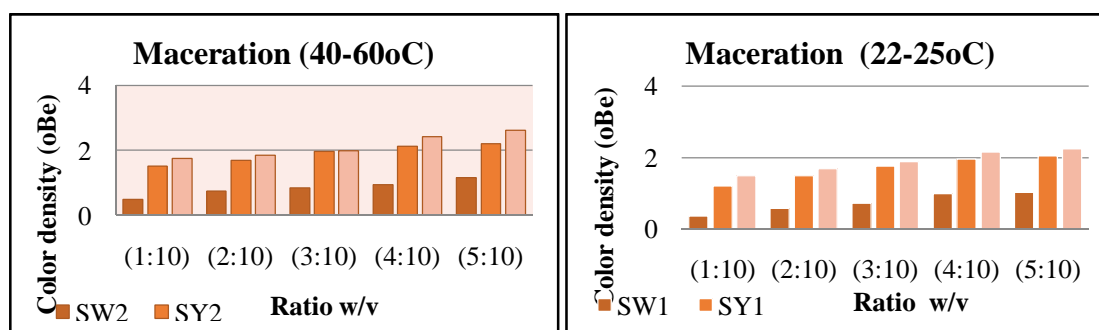 Maceration (40-60oC)
Color density (oBe)
4
2
0
(1:10) (2:10) (3:10) (4:10) (5:10)
Ratio w/v
SW2 SY2
Maceration (22-25oC)
Color density (oBe)
4
2
0
(1:10) (2:10) (3:10) (4:10) (5:10)
Ratio w/v
SW1 SY1